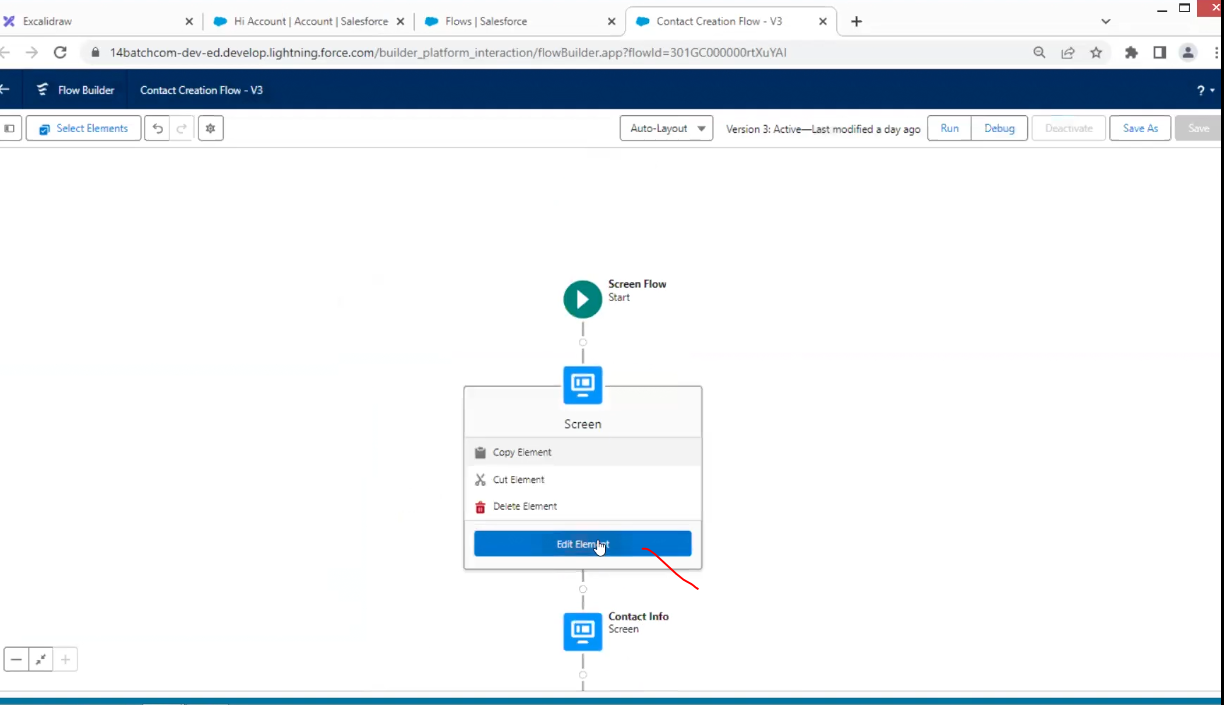 Excalidraw
Hi Account | Account | Salesforce
Flows | Salesforce
Contact Creation Flow - V3
14batchcom-dev-ed.develop.lightning.force.com/builder_platform_interaction/flowBuilder.app?flowId=301GC000000rtXuYAI
Flow Builder
Contact Creation Flow - V3
?
Select Elements
Auto-Layout
Version 3: Active—Last modified a day ago
Run
Debug
Deactivate
Save As
Save
Screen Flow
Start
Screen
Copy Element
Cut Element
Delete Element
Edit Element
Contact Info
Screen